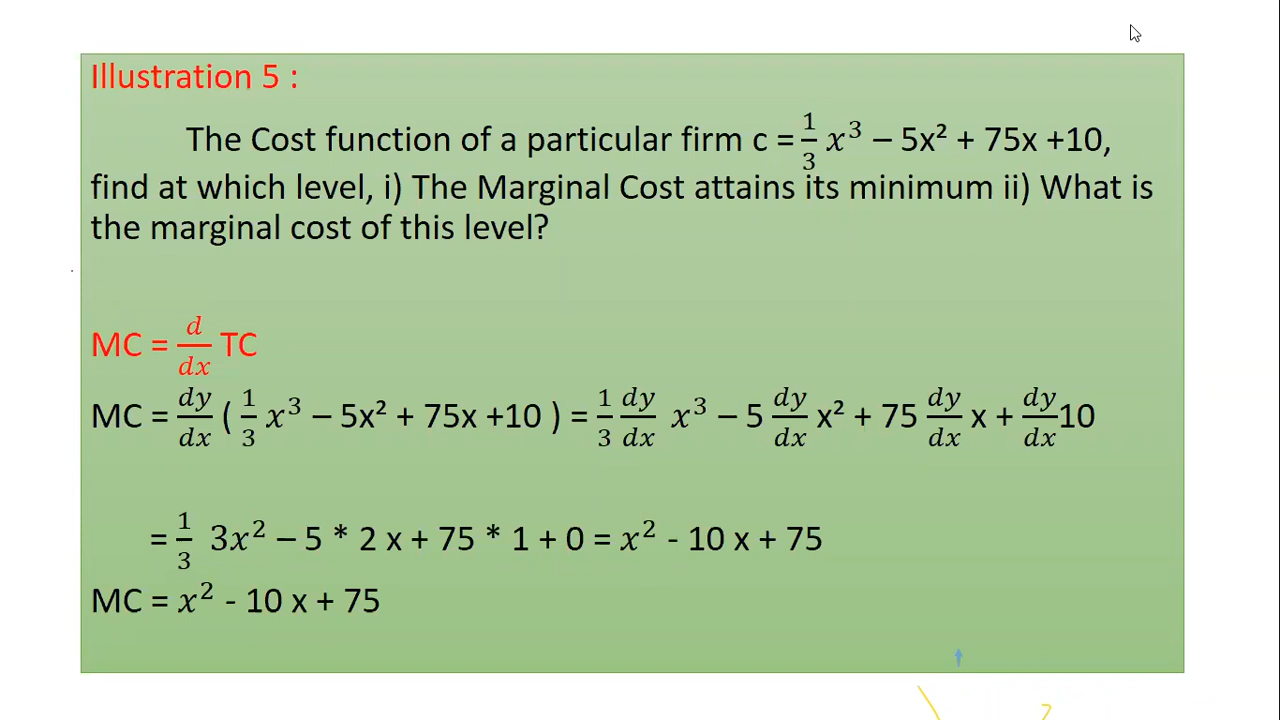 Illustration 5 :
The Cost function of a particular firm c = 1/3 x³ – 5x² + 75x +10,
find at which level, i) The Marginal Cost attains its minimum ii) What is
the marginal cost of this level?
MC = d/dx TC
MC = dy/dx ( 1/3 x³ – 5x² + 75x +10 ) = 1/3 dy/dx x³ – 5 dy/dx x² + 75 dy/dx x + dy/dx 10
= 1/3 3x² – 5 * 2 x + 75 * 1 + 0 = x² - 10 x + 75
MC = x² - 10 x + 75